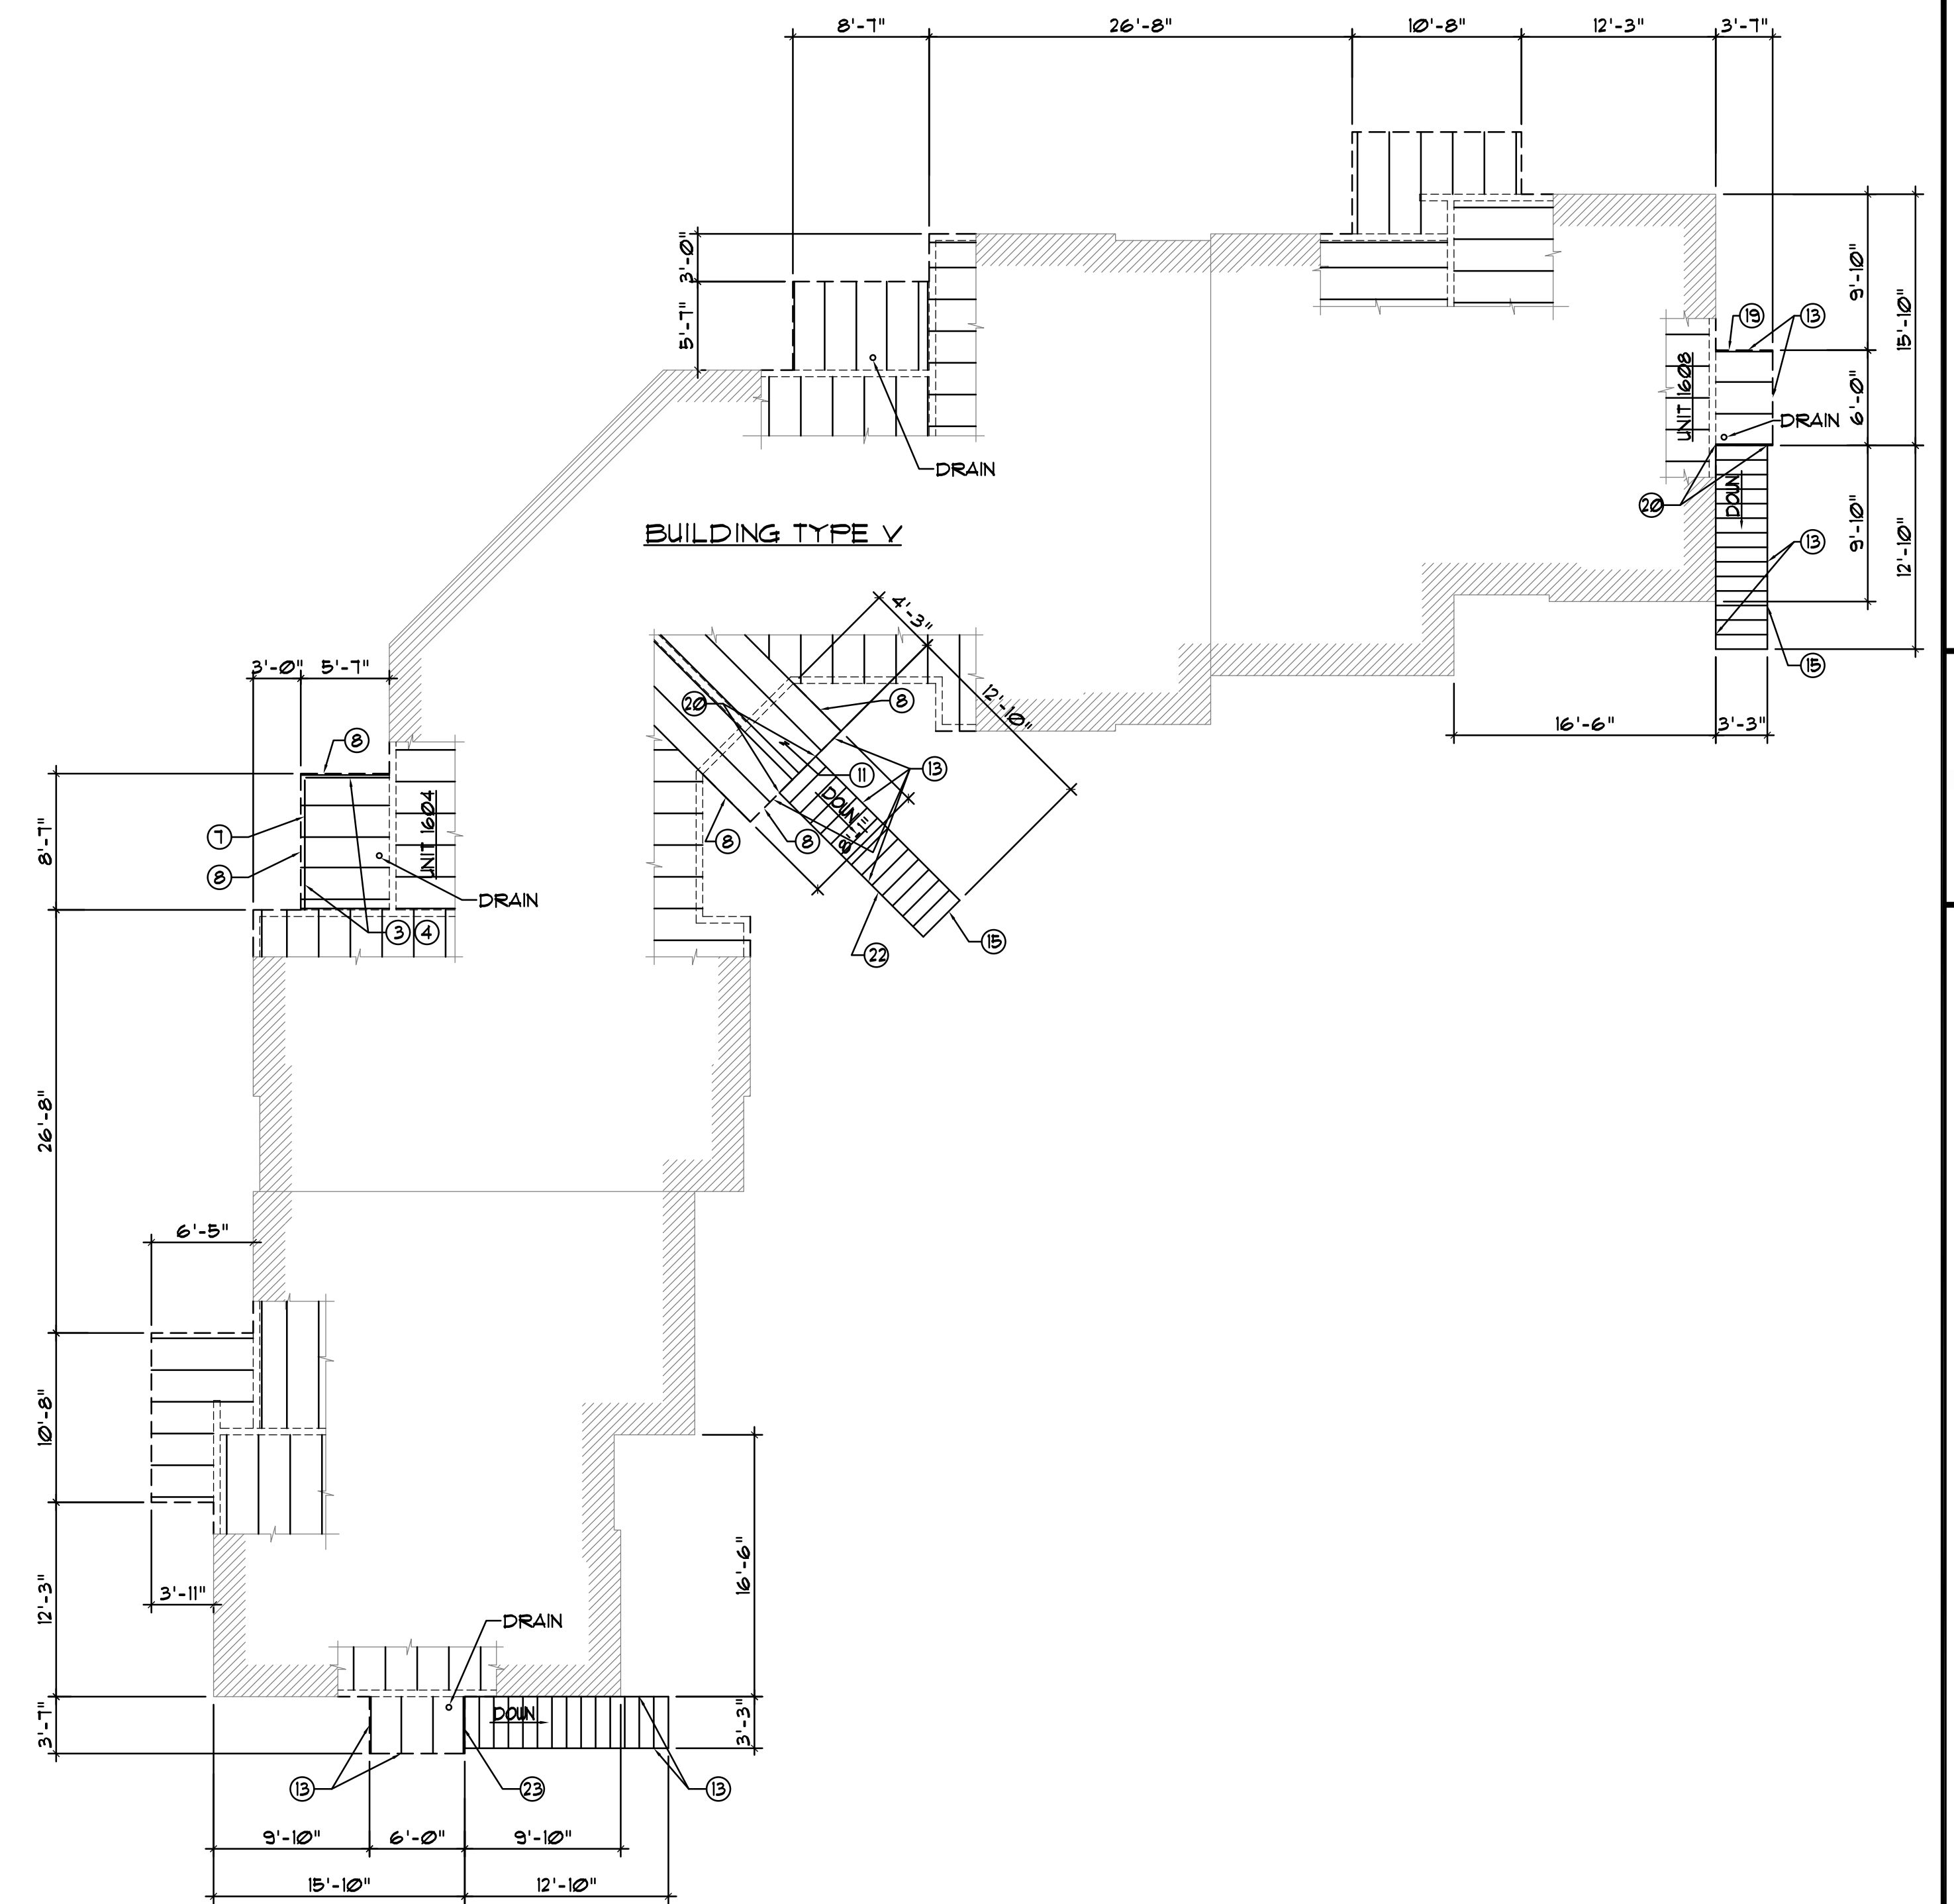 8'-7" 26'-8" 10'-8" 12'-3" 3'-7"
3'-0"
5'-7"
DRAIN
BUILDING TYPE V
UNIT 1608
19 13
DRAIN
20
DOWN
13
15
9'-10"
15'-10"
6'-0"
9'-10"
12'-10"
16'-6" 3'-3"
4'-3"
12'-10"
20 8
11 13
DOWN
8 8
22 15
3'-0" 5'-7"
8
7
8
UNIT 1604
DRAIN
3 4
8'-7"
26'-8"
6'-5"
10'-8"
3'-11"
12'-3"
3'-7"
16'-6"
3'-3"
DRAIN
DOWN
13 23 13
9'-10" 6'-0" 9'-10"
15'-10" 12'-10"